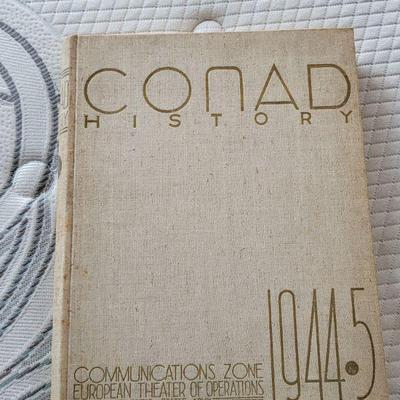 CONAD
HISTORY
COMMUNICATIONS ZONE
EUROPEAN THEATER OF OPERATIONS
1944•5